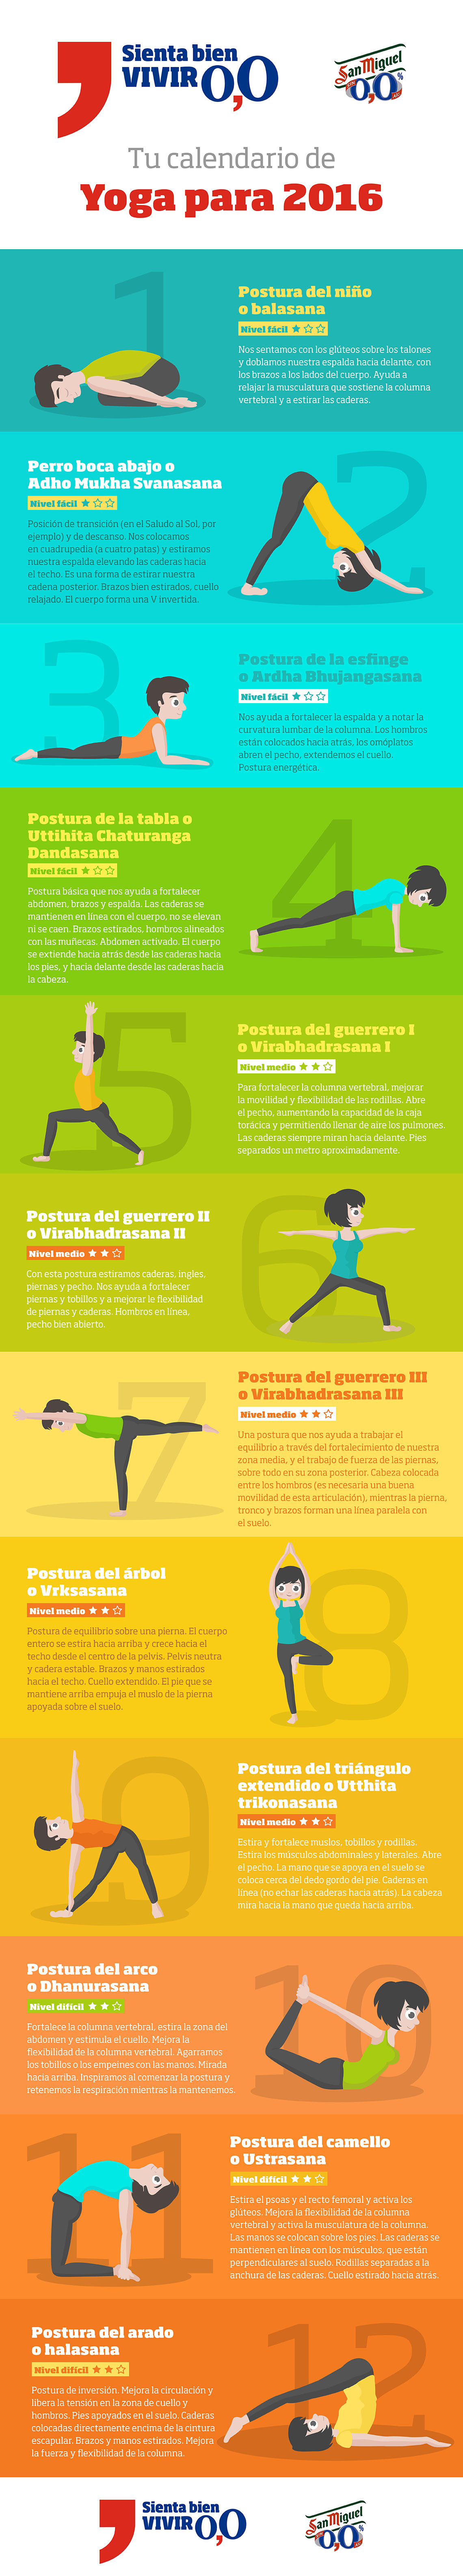 Sienta bien
VIVIR 0,0
San Miguel
0,0%
Tu calendario de
Yoga para 2016
1
Postura del niño
o balasana
Nivel fácil
Nos sentamos con los glúteos sobre los talones
y doblamos nuestra espalda hacia delante, con
los brazos a los lados del cuerpo. Ayuda a
relajar la musculatura que sostiene la columna
vertebral y a estirar las caderas.
2
Perro boca abajo o
Adho Mukha Svanasana
Nivel fácil
Posición de transición (en el Saludo al Sol, por
ejemplo) y de descanso. Nos colocamos
en cuadrupedia (a cuatro patas) y estiramos
nuestra espalda elevando las caderas hacia
el techo. Es una forma de estirar nuestra
cadena posterior. Brazos bien estirados, cuello
relajado. El cuerpo forma una V invertida.
3
Postura de la esfinge
o Ardha Bhujangasana
Nivel fácil
Nos ayuda a fortalecer la espalda y a notar la
curvatura lumbar de la columna. Los hombros
están colocados hacia atrás, los omóplatos
abren el pecho, extendemos el cuello.
Postura energética.
4
Postura de la tabla o
Uttihita Chaturanga
Dandasana
Nivel fácil
Postura básica que nos ayuda a fortalecer
abdomen, brazos y espalda. Las caderas se
mantienen en línea con el cuerpo, no se elevan
ni se caen. Brazos estirados, hombros alineados
con las muñecas. Abdomen activado. El cuerpo
se extiende hacia atrás desde las caderas hacia
los pies, y hacia delante desde las caderas hacia
la cabeza.
5
Postura del guerrero I
o Virabhadrasana I
Nivel medio
Para fortalecer la columna vertebral, mejorar
la movilidad y flexibilidad de las rodillas. Abre
el pecho, aumentando la capacidad de la caja
torácica y permitiendo llenar de aire los pulmones.
Las caderas siempre miran hacia delante. Pies
separados un metro aproximadamente.
6
Postura del guerrero II
o Virabhadrasana II
Nivel medio
Con esta postura estiramos caderas, ingles,
piernas y pecho. Nos ayuda a fortalecer
piernas y tobillos y a mejorar le flexibilidad
de piernas y caderas. Hombros en línea,
pecho bien abierto.
7
Postura del guerrero III
o Virabhadrasana III
Nivel medio
Una postura que nos ayuda a trabajar el
equilibrio a través del fortalecimiento de nuestra
zona media, y el trabajo de fuerza de las piernas,
sobre todo en su zona posterior. Cabeza colocada
entre los hombros (es necesaria una buena
movilidad de esta articulación), mientras la pierna,
tronco y brazos forman una línea paralela con
el suelo.
8
Postura del árbol
o Vrksasana
Nivel medio
Postura de equilibrio sobre una pierna. El cuerpo
entero se estira hacia arriba y crece hacia el
techo desde el centro de la pelvis. Pelvis neutra
y cadera estable. Brazos y manos estirados
hacia el techo. Cuello extendido. El pie que se
mantiene arriba empuja el muslo de la pierna
apoyada sobre el suelo.
9
Postura del triángulo
extendido o Utthita
trikonasana
Nivel medio
Estira y fortalece muslos, tobillos y rodillas.
Estira los músculos abdominales y laterales. Abre
el pecho. La mano que se apoya en el suelo se
coloca cerca del dedo gordo del pie. Caderas en
línea (no echar las caderas hacia atrás). La cabeza
mira hacia la mano que queda hacia arriba.
10
Postura del arco
o Dhanurasana
Nivel difícil
Fortalece la columna vertebral, estira la zona del
abdomen y estimula el cuello. Mejora la
flexibilidad de la columna vertebral. Agarramos
los tobillos o los empeines con las manos. Mirada
hacia arriba. Inspiramos al comenzar la postura y
retenemos la respiración mientras la mantenemos.
11
Postura del camello
o Ustrasana
Nivel difícil
Estira el psoas y el recto femoral y activa los
glúteos. Mejora la flexibilidad de la columna
vertebral y activa la musculatura de la columna.
Las manos se colocan sobre los pies. Las caderas se
mantienen en línea con los músculos, que están
perpendiculares al suelo. Rodillas separadas a la
anchura de las caderas. Cuello estirado hacia atrás.
12
Postura del arado
o halasana
Nivel difícil
Postura de inversión. Mejora la circulación y
libera la tensión en la zona de cuello y
hombros. Pies apoyados en el suelo. Caderas
colocadas directamente encima de la cintura
escapular. Brazos y manos estirados. Mejora
la fuerza y flexibilidad de la columna.
Sienta bien
VIVIR 0,0
San Miguel
0,0%